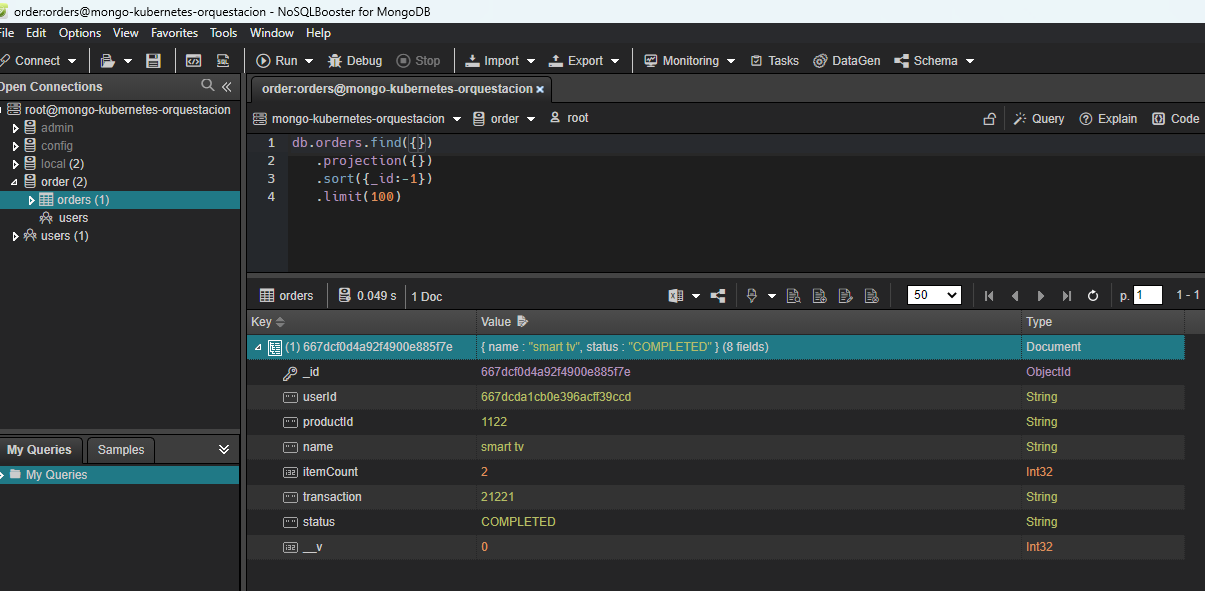 order:orders@mongo-kubernetes-orquestacion - NoSQLBooster for MongoDB
File Edit Options View Favorites Tools Window Help
Connect Run Debug Stop Import Export Monitoring Tasks DataGen Schema
Open Connections
root@mongo-kubernetes-orquestacion
admin
config
local (2)
order (2)
orders (1)
users
users (1)
My Queries Samples
My Queries
order:orders@mongo-kubernetes-orquestacion ×
mongo-kubernetes-orquestacion order root Query Explain Code
1 db.orders.find({})
2 .projection({})
3 .sort({_id:-1})
4 .limit(100)
orders 0.049 s 1 Doc 50 p. 1 1 - 1
Key Value Type
(1) 667dcf0d4a92f4900e885f7e { name : "smart tv", status : "COMPLETED" } (8 fields) Document
_id 667dcf0d4a92f4900e885f7e ObjectId
userId 667dcda1cb0e396acff39ccd String
productId 1122 String
name smart tv String
itemCount 2 Int32
transaction 21221 String
status COMPLETED String
__v 0 Int32